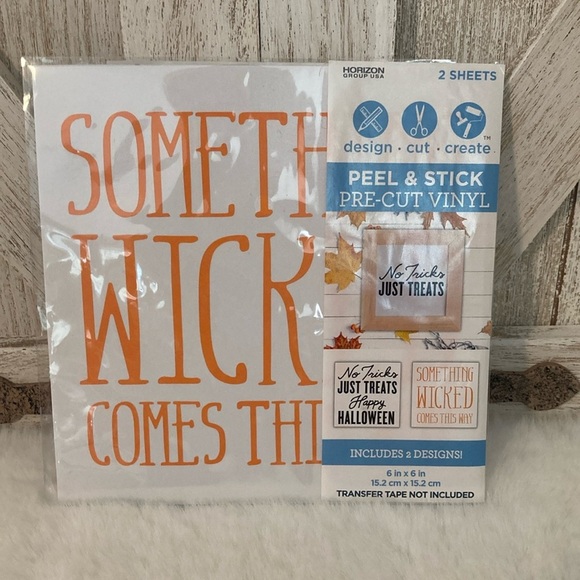 SOMETH
WICK
COMES THI
HORIZON
GROUP USA
2 SHEETS
design · cut · create™
PEEL & STICK
PRE-CUT VINYL
No Tricks
JUST TREATS
No Tricks
JUST TREATS
Happy
HALLOWEEN
SOMETHING
WICKED
COMES THIS WAY
INCLUDES 2 DESIGNS!
6 in x 6 in
15.2 cm x 15.2 cm
TRANSFER TAPE NOT INCLUDED